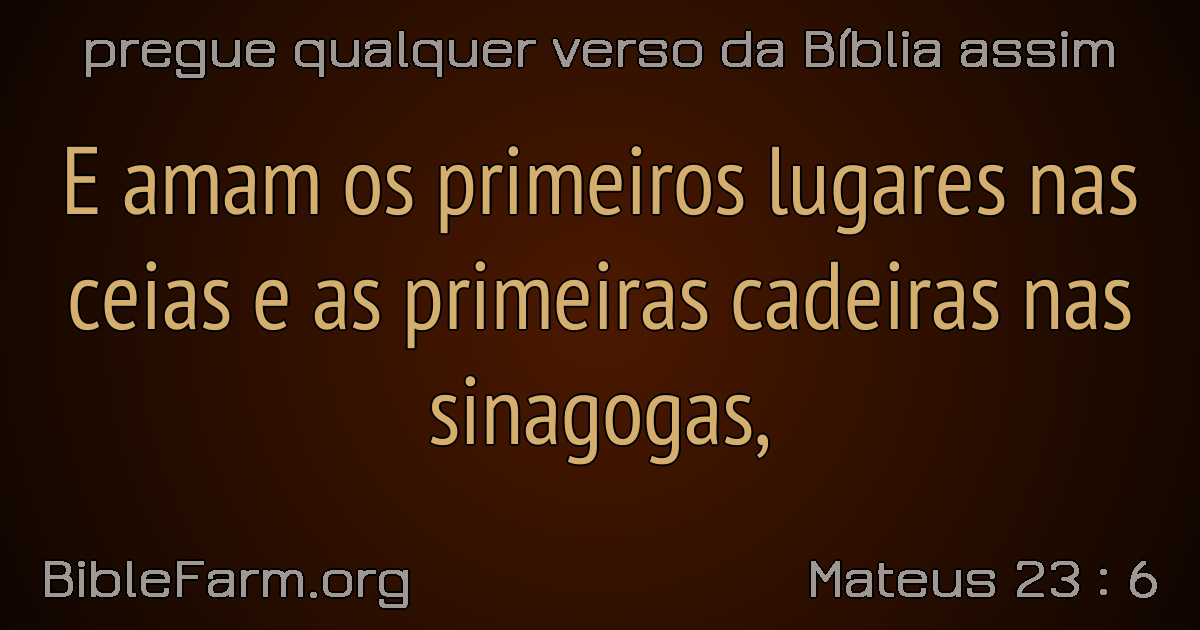 pregue qualquer verso da Bíblia assim
E amam os primeiros lugares nas
ceias e as primeiras cadeiras nas
sinagogas,
BibleFarm.org
Mateus 23 : 6